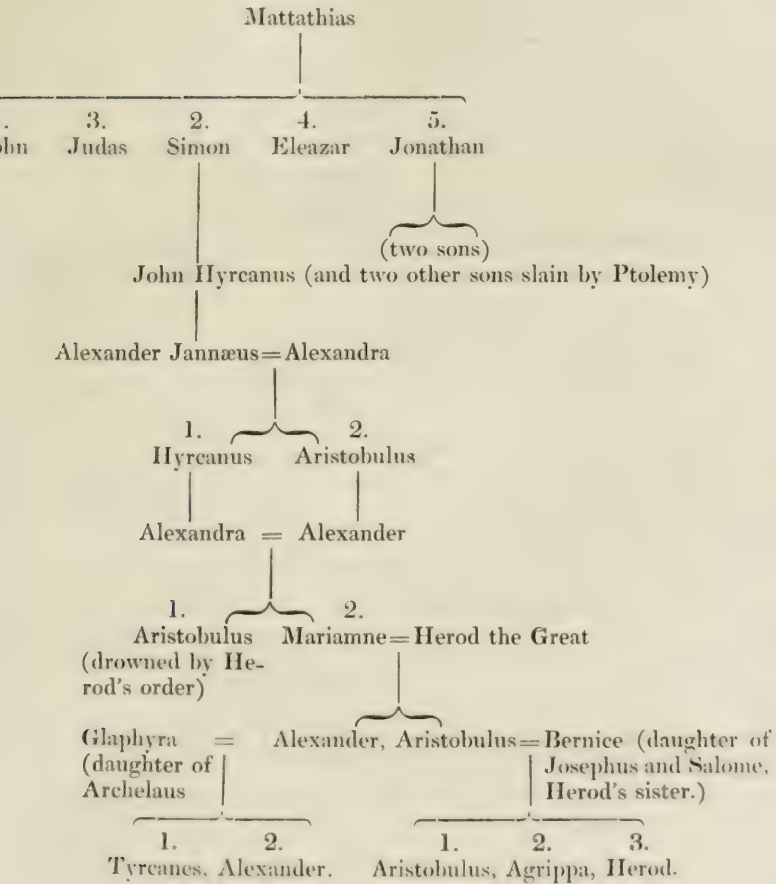 Mattathias
3. 2. 4. 5.
Judas Simon Eleazar Jonathan
(two sons)
John Hyrcanus (and two other sons slain by Ptolemy)
Alexander Jannæus=Alexandra
1. 2.
Hyrcanus Aristobulus
Alexandra = Alexander
1. 2.
Aristobulus Mariamne=Herod the Great
(drowned by He-
rod's order)
Glaphyra = Alexander, Aristobulus=Bernice (daughter of
(daughter of Josephus and Salome,
Archelaus Herod's sister.)
1. 2. 1. 2. 3.
Tyrcanes, Alexander. Aristobulus, Agrippa, Herod.